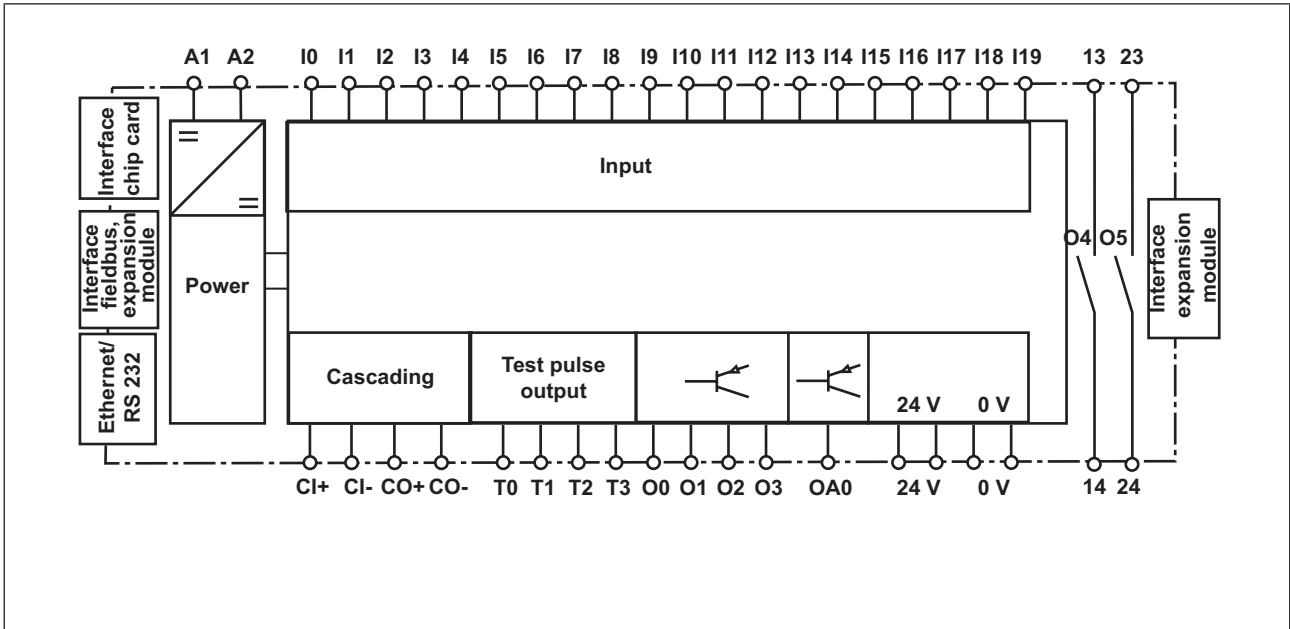 A1 A2 I0 I1 I2 I3 I4 I5 I6 I7 I8 I9 I10 I11 I12 I13 I14 I15 I16 I17 I18 I19 13 23
Interface
chip card
Interface
fieldbus,
expansion
module
Ethernet/
RS 232
Power
Input
O4 O5
Interface
expansion
module
Cascading
Test pulse
output
24 V 0 V
CI+ CI- CO+ CO- T0 T1 T2 T3 O0 O1 O2 O3 OA0 24 V 0 V 14 24